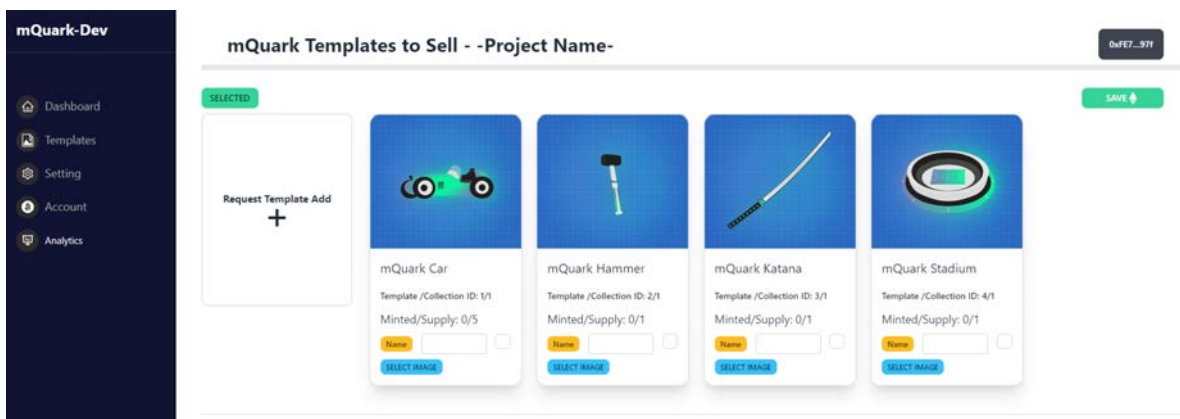 mQuark-Dev
Dashboard
Templates
Setting
Account
Analytics
mQuark Templates to Sell - -Project Name-
0xFE7...97f
SELECTED
SAVE
Request Template Add
mQuark Car
Template /Collection ID: 1/1
Minted/Supply: 0/5
Name
SELECT IMAGE
mQuark Hammer
Template /Collection ID: 2/1
Minted/Supply: 0/1
Name
SELECT IMAGE
mQuark Katana
Template /Collection ID: 3/1
Minted/Supply: 0/1
Name
SELECT IMAGE
mQuark Stadium
Template /Collection ID: 4/1
Minted/Supply: 0/1
Name
SELECT IMAGE